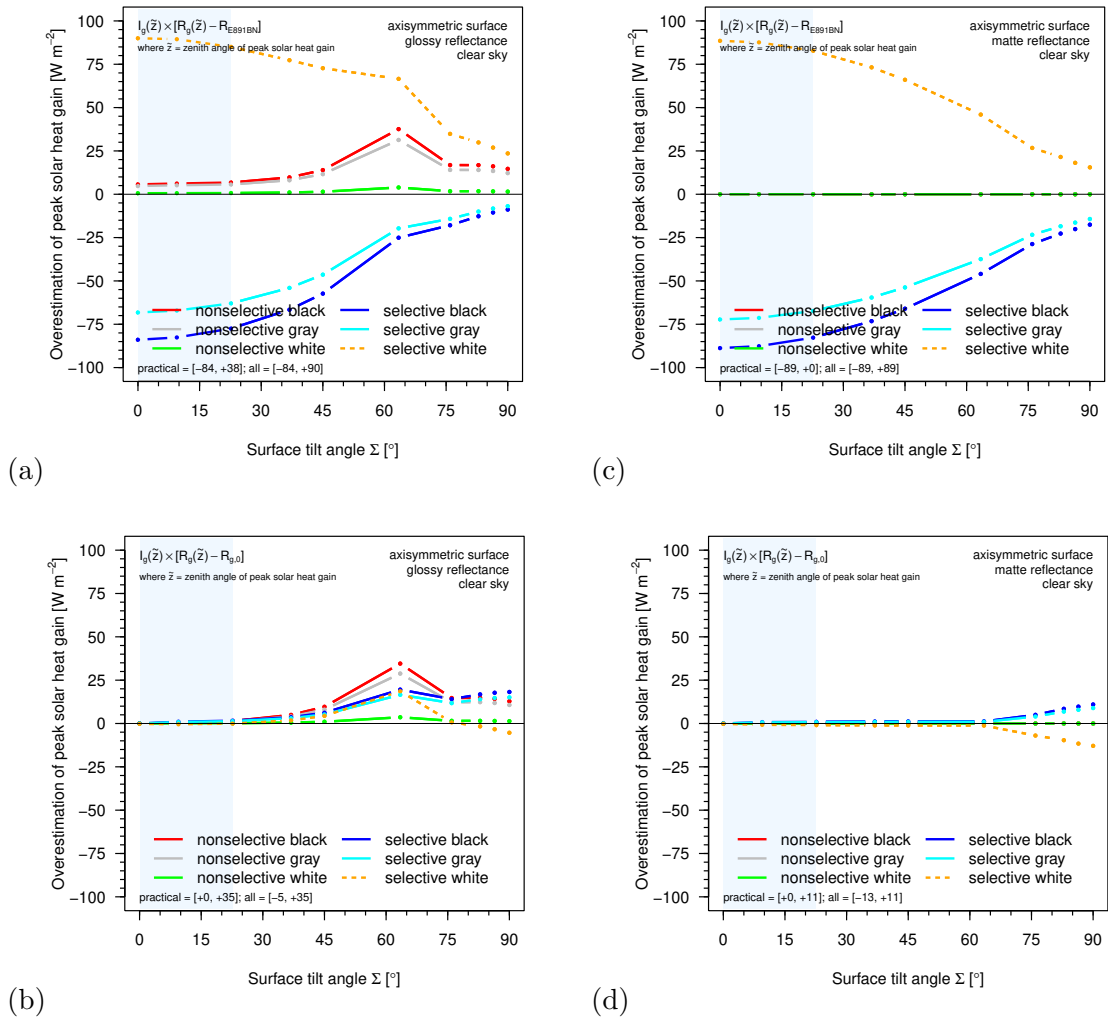 Overestimation of peak solar heat gain [W m−2]
100
75
50
25
0
−25
−50
−75
−100
Ig(z̃)×[Rg(z̃)−RE891BN]
where z̃ = zenith angle of peak solar heat gain
axisymmetric surface
glossy reflectance
clear sky
nonselective black
nonselective gray
nonselective white
selective black
selective gray
selective white
practical = [−84, +38]; all = [−84, +90]
0 15 30 45 60 75 90
Surface tilt angle Σ [°]
(a)
Overestimation of peak solar heat gain [W m−2]
100
75
50
25
0
−25
−50
−75
−100
Ig(z̃)×[Rg(z̃)−RE891BN]
where z̃ = zenith angle of peak solar heat gain
axisymmetric surface
matte reflectance
clear sky
nonselective black
nonselective gray
nonselective white
selective black
selective gray
selective white
practical = [−89, +0]; all = [−89, +89]
0 15 30 45 60 75 90
Surface tilt angle Σ [°]
(c)
Overestimation of peak solar heat gain [W m−2]
100
75
50
25
0
−25
−50
−75
−100
Ig(z̃)×[Rg(z̃)−Rg,0]
where z̃ = zenith angle of peak solar heat gain
axisymmetric surface
glossy reflectance
clear sky
nonselective black
nonselective gray
nonselective white
selective black
selective gray
selective white
practical = [+0, +35]; all = [−5, +35]
0 15 30 45 60 75 90
Surface tilt angle Σ [°]
(b)
Overestimation of peak solar heat gain [W m−2]
100
75
50
25
0
−25
−50
−75
−100
Ig(z̃)×[Rg(z̃)−Rg,0]
where z̃ = zenith angle of peak solar heat gain
axisymmetric surface
matte reflectance
clear sky
nonselective black
nonselective gray
nonselective white
selective black
selective gray
selective white
practical = [+0, +11]; all = [−13, +11]
0 15 30 45 60 75 90
Surface tilt angle Σ [°]
(d)